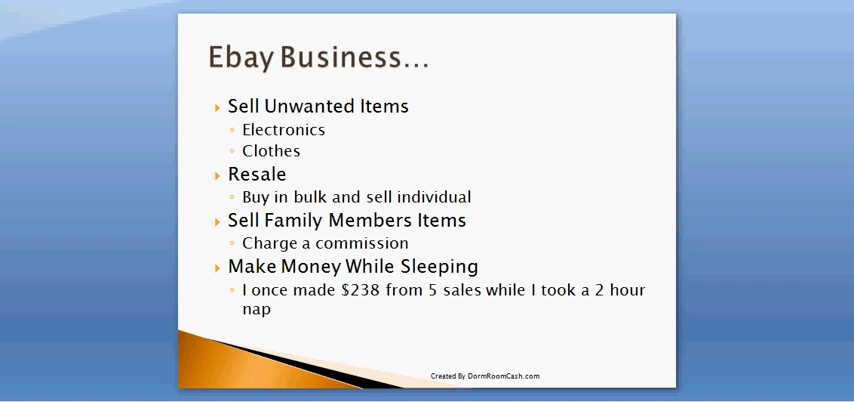 Ebay Business...
Sell Unwanted Items
Electronics
Clothes
Resale
Buy in bulk and sell individual
Sell Family Members Items
Charge a commission
Make Money While Sleeping
I once made $238 from 5 sales while I took a 2 hour
nap
Created By DormRoomCash.com